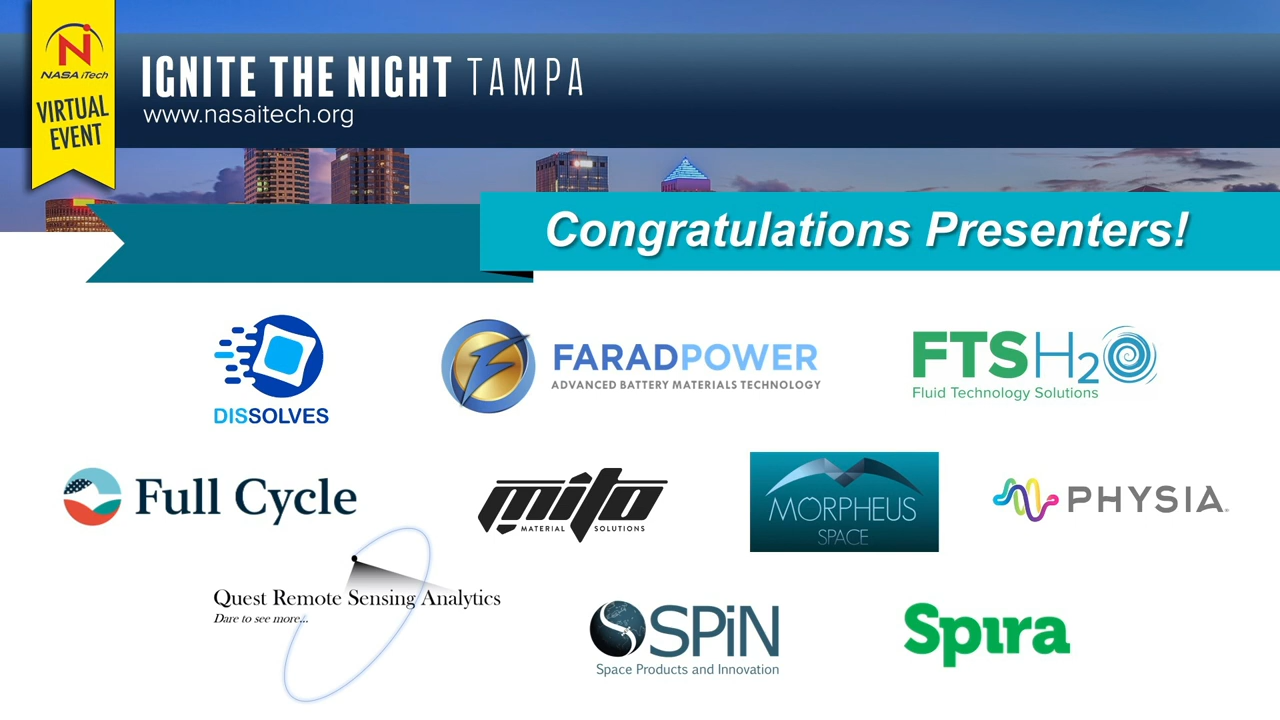 NASA iTech
VIRTUAL
EVENT
IGNITE THE NIGHT TAMPA
www.nasaitech.org
Congratulations Presenters!
DISSOLVES
FARADPOWER
ADVANCED BATTERY MATERIALS TECHNOLOGY
FTSH2O
Fluid Technology Solutions
Full Cycle
mito
MATERIAL SOLUTIONS
MORPHEUS
SPACE
PHYSIA
Quest Remote Sensing Analytics
Dare to see more...
SPiN
Space Products and Innovation
Spira